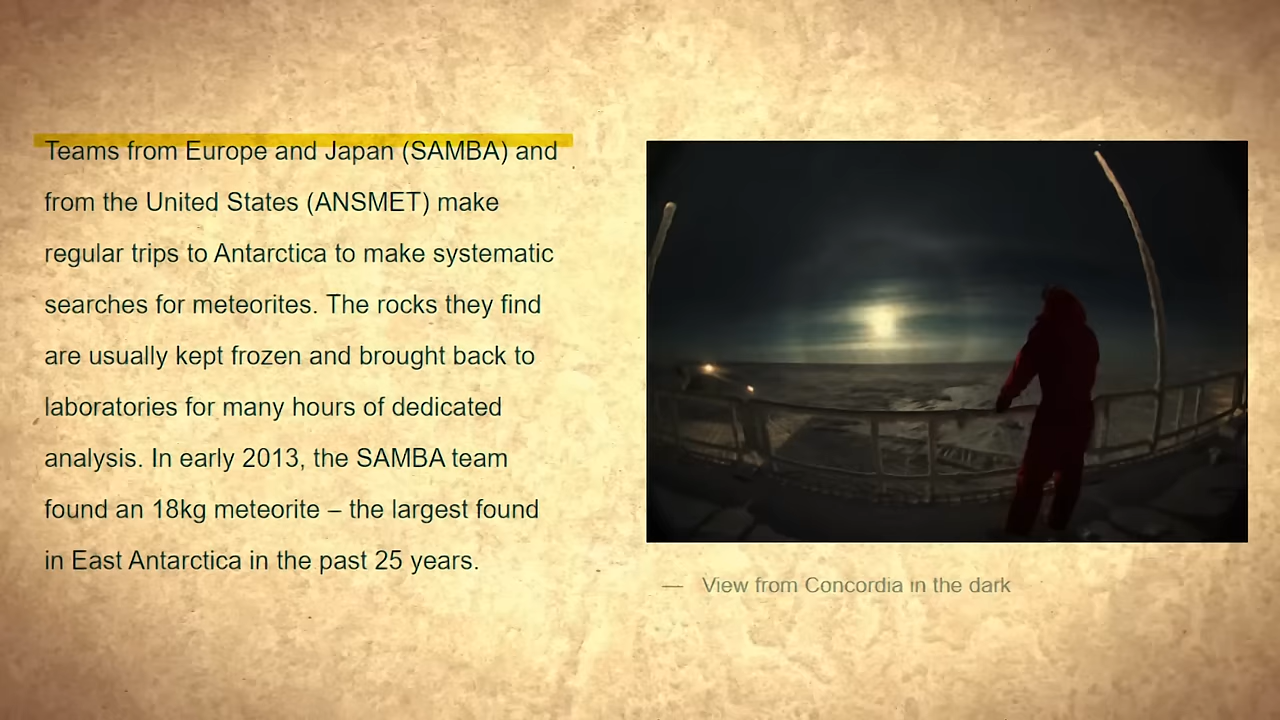 Teams from Europe and Japan (SAMBA) and
from the United States (ANSMET) make
regular trips to Antarctica to make systematic
searches for meteorites. The rocks they find
are usually kept frozen and brought back to
laboratories for many hours of dedicated
analysis. In early 2013, the SAMBA team
found an 18kg meteorite – the largest found
in East Antarctica in the past 25 years.
— View from Concordia in the dark